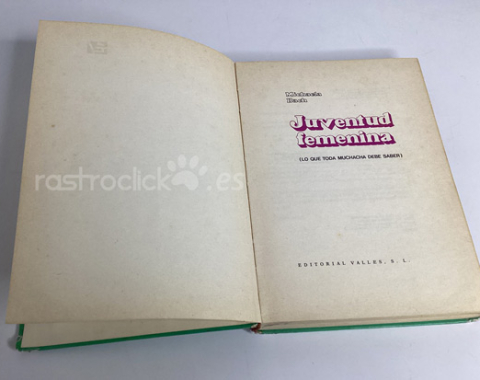 Michaela
Bach
Juventud
femenina
(LO QUE TODA MUCHACHA DEBE SABER)
EDITORIAL VALLES, S. L.
rastroclick.es